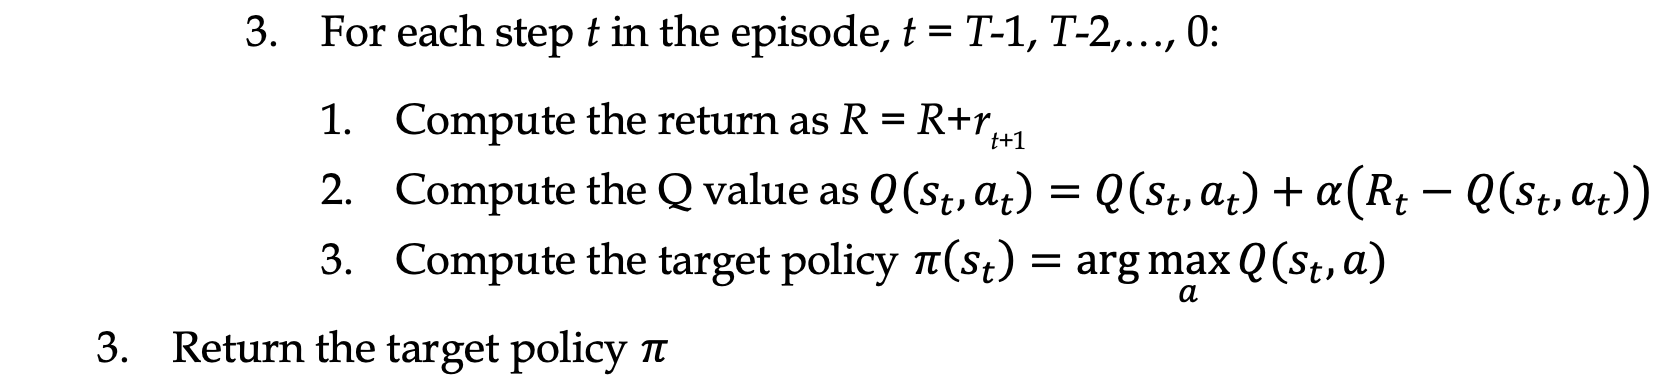 3. For each step t in the episode, t = T-1, T-2,…, 0:
1. Compute the return as R = R+r_{t+1}
2. Compute the Q value as Q(s_t, a_t) = Q(s_t, a_t) + α(R_t − Q(s_t, a_t))
3. Compute the target policy π(s_t) = arg max_a Q(s_t, a)
3. Return the target policy π